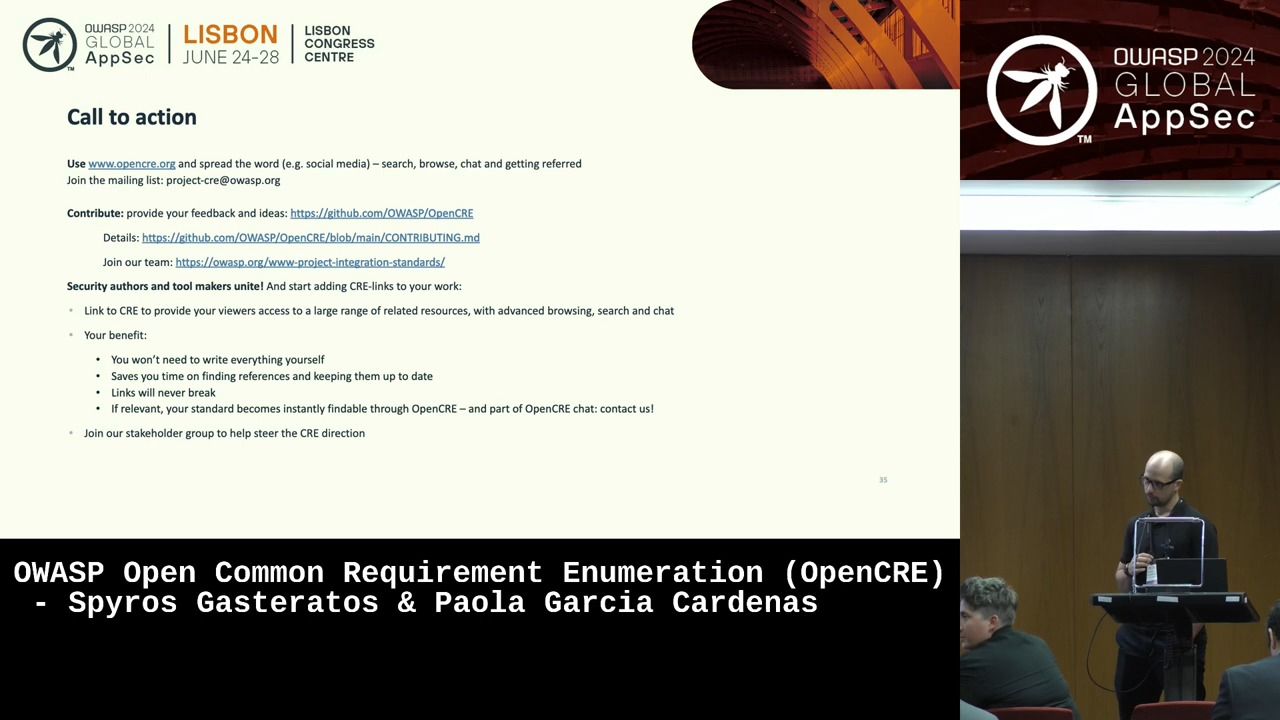 OWASP 2024
GLOBAL
AppSec
TM
LISBON
JUNE 24-28
LISBON
CONGRESS
CENTRE
OWASP 2024
GLOBAL
AppSec
TM
Call to action
Use www.opencre.org and spread the word (e.g. social media) – search, browse, chat and getting referred
Join the mailing list: project-cre@owasp.org
Contribute: provide your feedback and ideas: https://github.com/OWASP/OpenCRE
Details: https://github.com/OWASP/OpenCRE/blob/main/CONTRIBUTING.md
Join our team: https://owasp.org/www-project-integration-standards/
Security authors and tool makers unite! And start adding CRE-links to your work:
• Link to CRE to provide your viewers access to a large range of related resources, with advanced browsing, search and chat
• Your benefit:
• You won’t need to write everything yourself
• Saves you time on finding references and keeping them up to date
• Links will never break
• If relevant, your standard becomes instantly findable through OpenCRE – and part of OpenCRE chat: contact us!
• Join our stakeholder group to help steer the CRE direction
35
OWASP Open Common Requirement Enumeration (OpenCRE)
- Spyros Gasteratos & Paola Garcia Cardenas